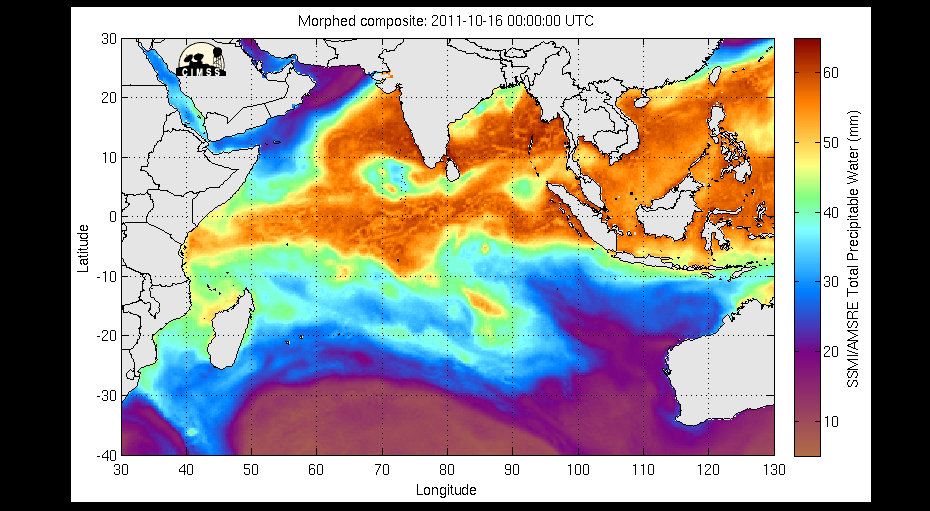 Morphed composite: 2011-10-16 00:00:00 UTC
CIMSS
30
20
10
0
-10
-20
-30
-40
Latitude
30 40 50 60 70 80 90 100 110 120 130
Longitude
60
50
40
30
20
10
SSMI/AMSRE Total Precipitable Water (mm)